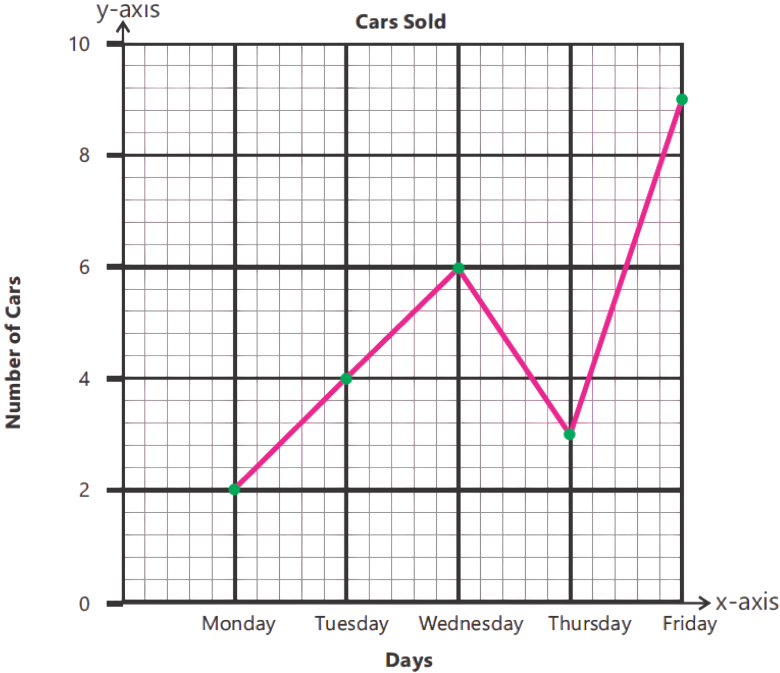 y-axis
Cars Sold
10
8
6
4
2
0
Number of Cars
x-axis
Monday Tuesday Wednesday Thursday Friday
Days